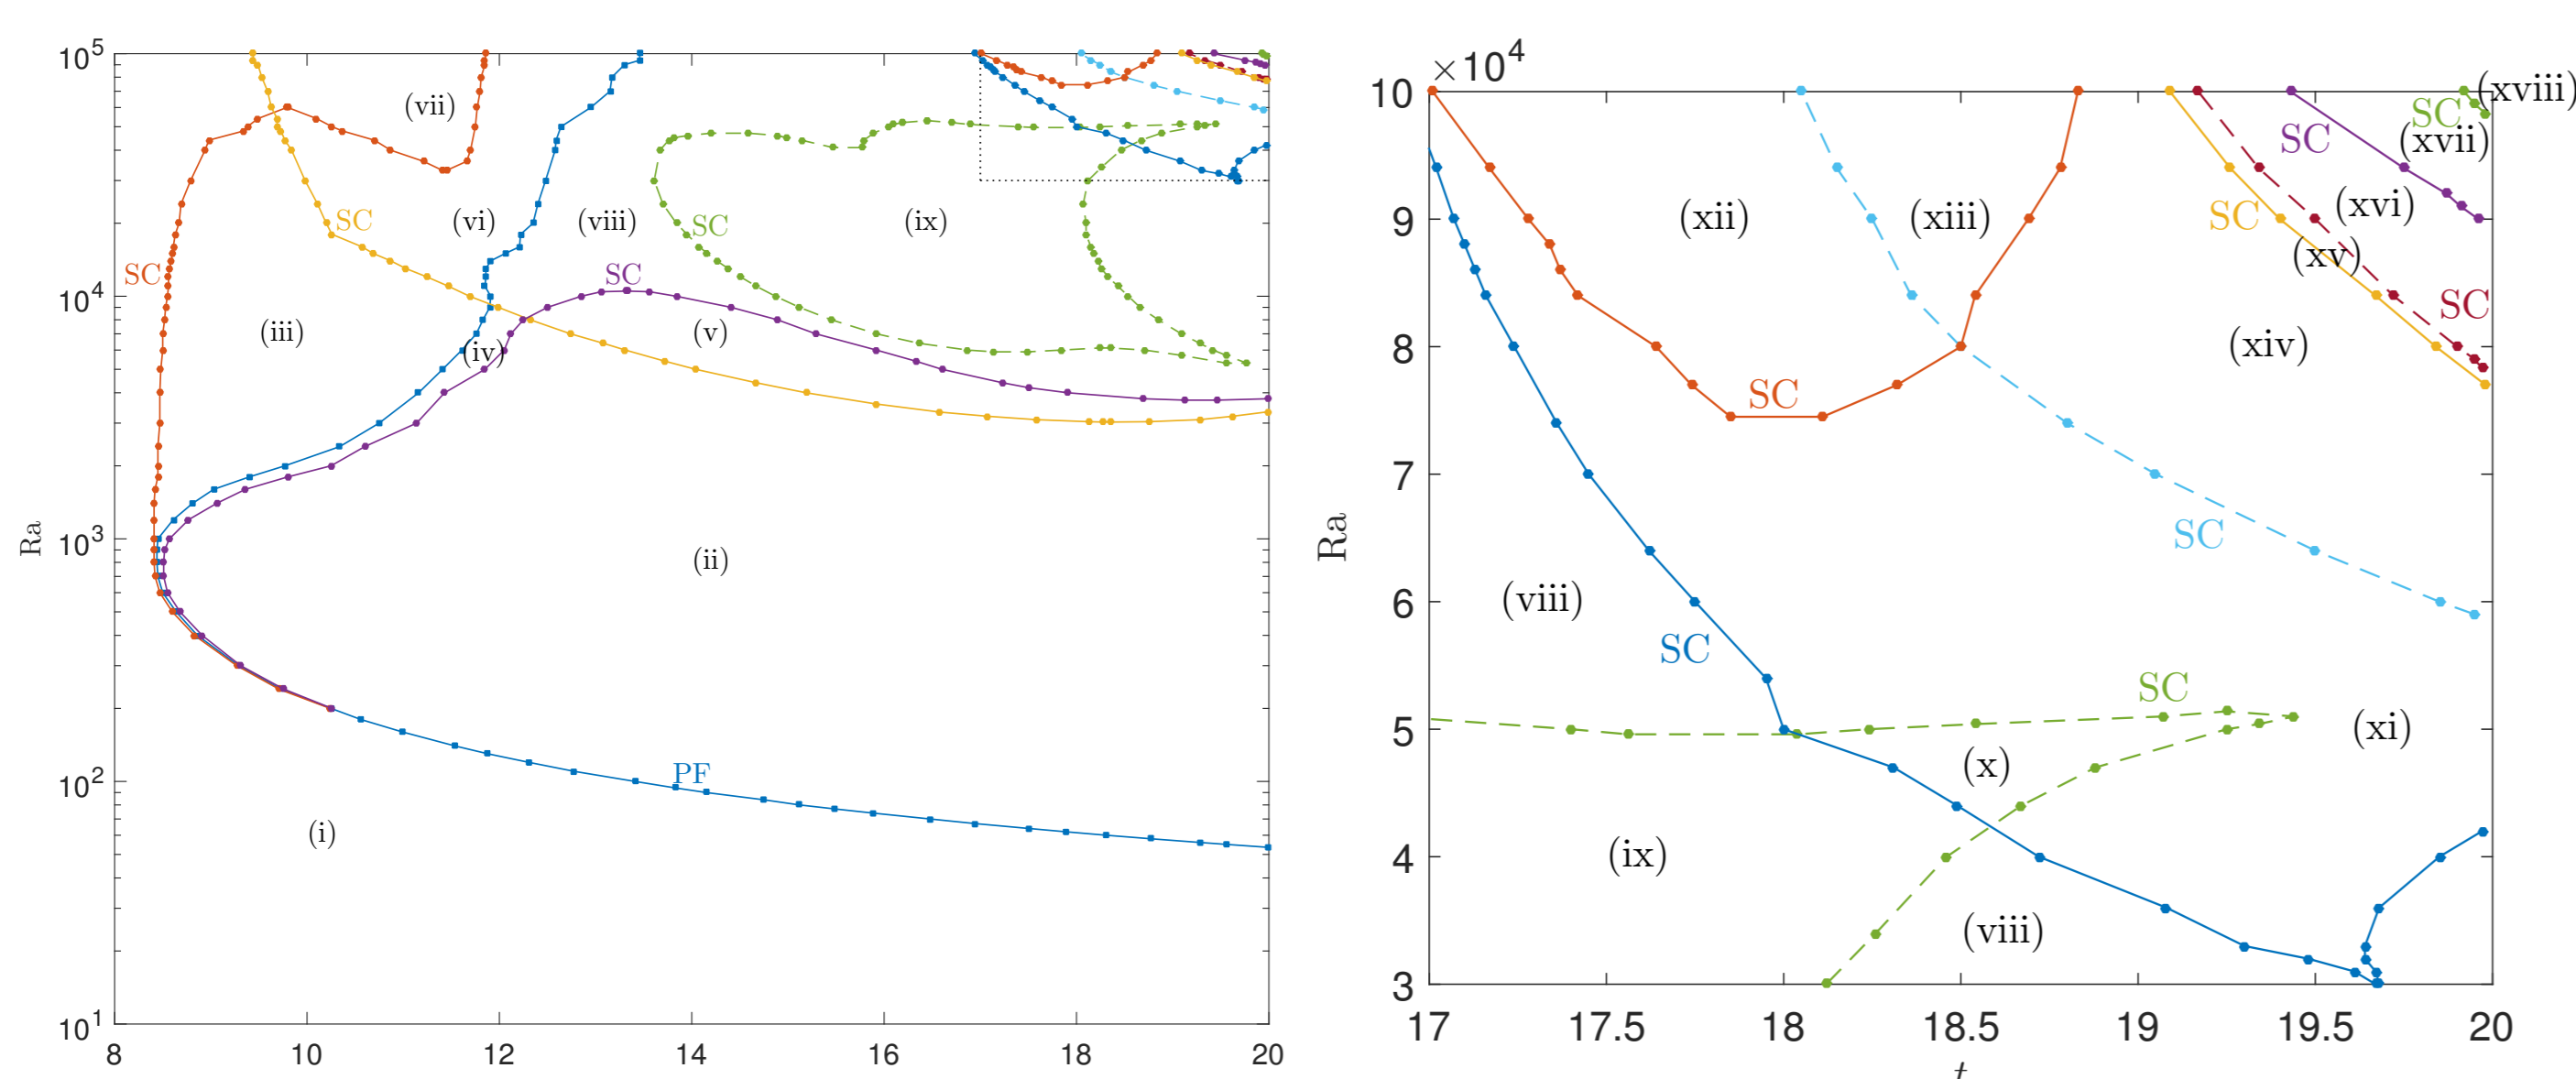 10^5
10^4
10^3
10^2
10^1
Ra
8 10 12 14 16 18 20
(vii)
SC
(vi)
(viii)
SC
(ix)
SC
SC
(iii)
(iv)
(v)
(ii)
PF
(i)
×10^4
10
9
8
7
6
5
4
3
Ra
17 17.5 18 18.5 19 19.5 20
t
(xviii)
SC
SC
(xvii)
(xii)
(xiii)
SC
(xvi)
(xv)
SC
(xiv)
SC
SC
(viii)
SC
SC
(xi)
(x)
(ix)
(viii)